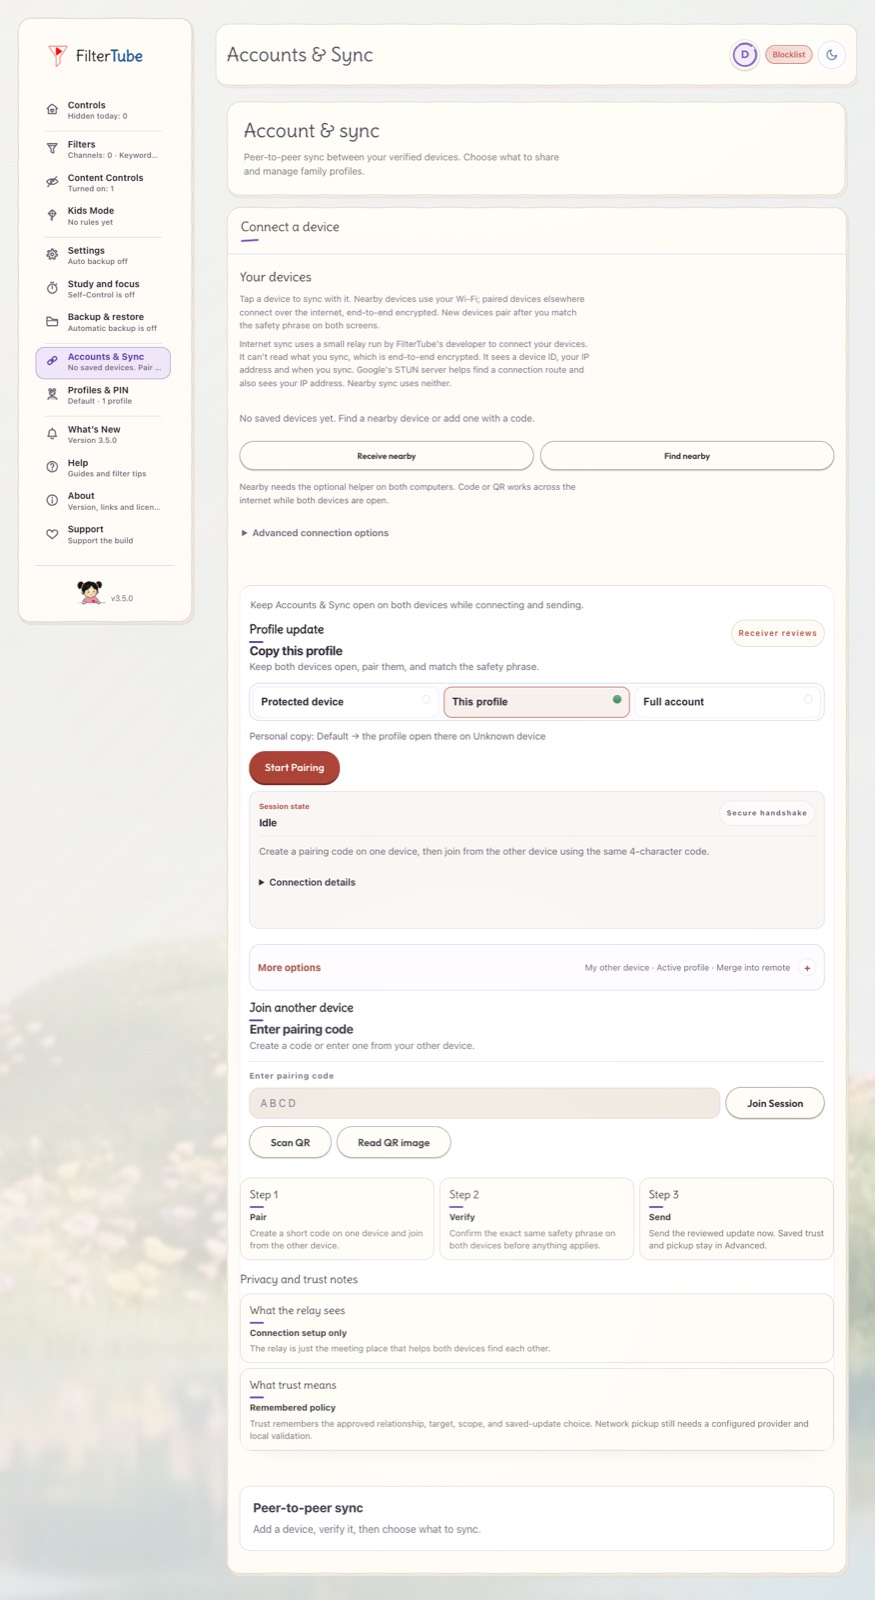 FilterTube
Controls
Hidden today: 0
Filters
Channels: 0 · Keyword...
Content Controls
Turned on: 1
Kids Mode
No rules yet
Settings
Auto backup off
Study and focus
Self-Control is off
Backup & restore
Automatic backup is off
Accounts & Sync
No saved devices. Pair ...
Profiles & PIN
Default · 1 profile
What's New
Version 3.5.0
Help
Guides and filter tips
About
Version, links and licen...
Support
Support the build
v3.5.0
Accounts & Sync
D
Blocklist
Account & sync
Peer-to-peer sync between your verified devices. Choose what to share
and manage family profiles.
Connect a device
Your devices
Tap a device to sync with it. Nearby devices use your Wi-Fi; paired devices elsewhere
connect over the internet, end-to-end encrypted. New devices pair after you match
the safety phrase on both screens.
Internet sync uses a small relay run by FilterTube's developer to connect your devices.
It can't read what you sync, which is end-to-end encrypted. It sees a device ID, your IP
address and when you sync. Google's STUN server helps find a connection route and
also sees your IP address. Nearby sync uses neither.
No saved devices yet. Find a nearby device or add one with a code.
Receive nearby
Find nearby
Nearby needs the optional helper on both computers. Code or QR works across the
internet while both devices are open.
Advanced connection options
Keep Accounts & Sync open on both devices while connecting and sending.
Profile update
Receiver reviews
Copy this profile
Keep both devices open, pair them, and match the safety phrase.
Protected device
This profile
Full account
Personal copy: Default → the profile open there on Unknown device
Start Pairing
Session state
Idle
Secure handshake
Create a pairing code on one device, then join from the other device using the same 4-character code.
Connection details
More options
My other device · Active profile · Merge into remote
+
Join another device
Enter pairing code
Create a code or enter one from your other device.
Enter pairing code
ABCD
Join Session
Scan QR
Read QR image
Step 1
Pair
Create a short code on one device and join
from the other device.
Step 2
Verify
Confirm the exact same safety phrase on
both devices before anything applies.
Step 3
Send
Send the reviewed update now. Saved trust
and pickup stay in Advanced.
Privacy and trust notes
What the relay sees
Connection setup only
The relay is just the meeting place that helps both devices find each other.
What trust means
Remembered policy
Trust remembers the approved relationship, target, scope, and saved-update choice. Network pickup still needs a configured provider and
local validation.
Peer-to-peer sync
Add a device, verify it, then choose what to sync.